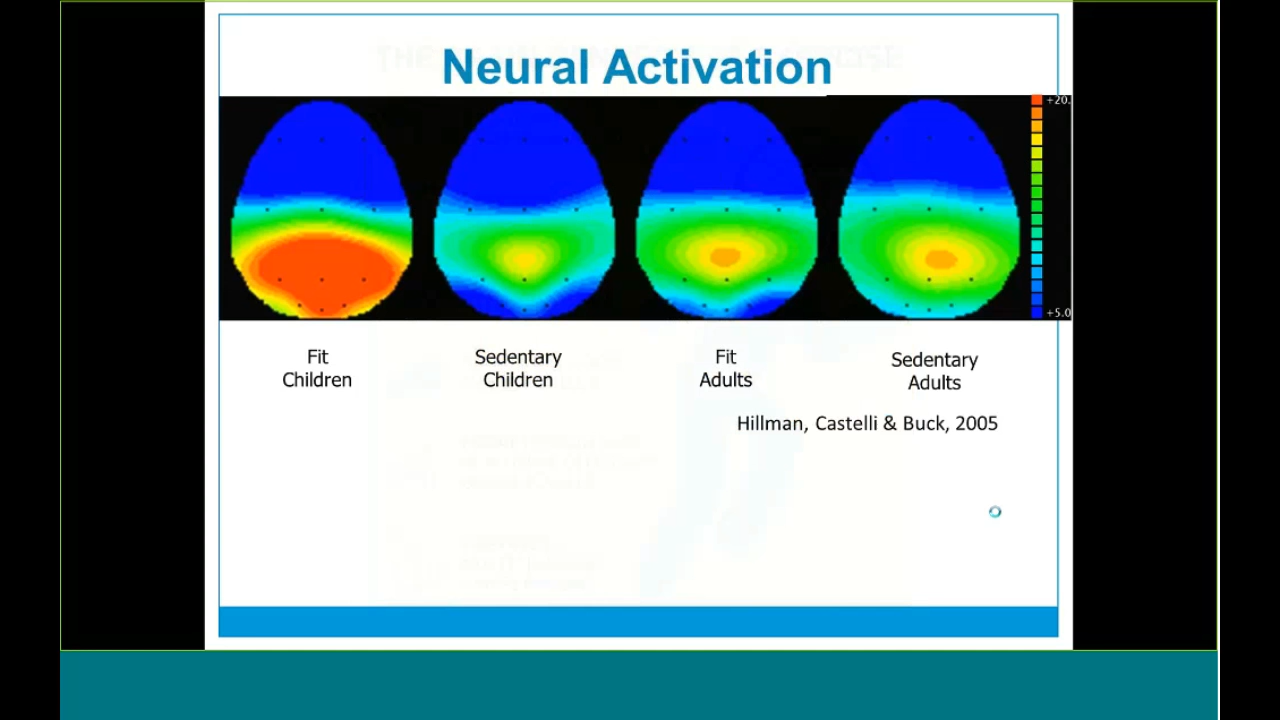 Neural Activation
+20.
+5.0
Fit
Children
Sedentary
Children
Fit
Adults
Sedentary
Adults
Hillman, Castelli & Buck, 2005